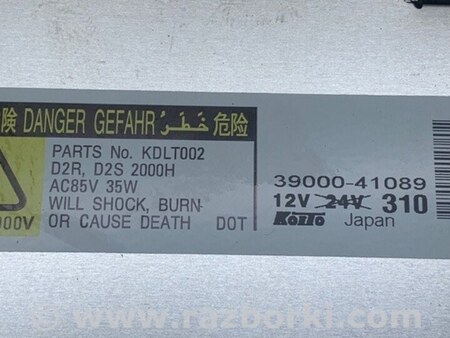 険 DANGER GEFAHR خَطَرْ 危险
PARTS No. KDLT002
D2R, D2S 2000H
AC85V 35W
WILL SHOCK, BURN
OR CAUSE DEATH DOT
000V
39000-41089
12V 24V 310
KOITO Japan
www.razborki.com